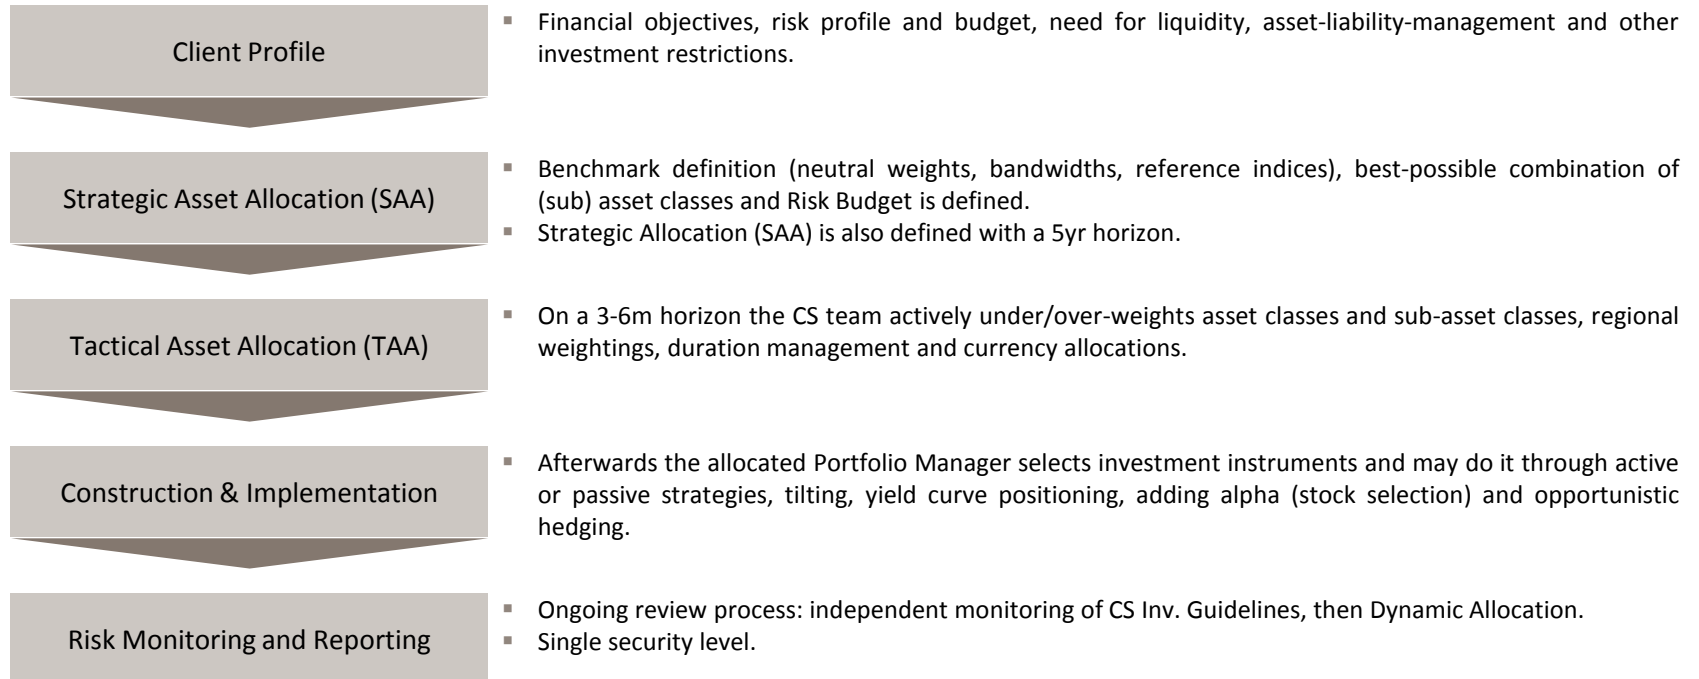 Client Profile
▪ Financial objectives, risk profile and budget, need for liquidity, asset-liability-management and other
investment restrictions.
Strategic Asset Allocation (SAA)
▪ Benchmark definition (neutral weights, bandwidths, reference indices), best-possible combination of
(sub) asset classes and Risk Budget is defined.
▪ Strategic Allocation (SAA) is also defined with a 5yr horizon.
Tactical Asset Allocation (TAA)
▪ On a 3-6m horizon the CS team actively under/over-weights asset classes and sub-asset classes, regional
weightings, duration management and currency allocations.
Construction & Implementation
▪ Afterwards the allocated Portfolio Manager selects investment instruments and may do it through active
or passive strategies, tilting, yield curve positioning, adding alpha (stock selection) and opportunistic
hedging.
Risk Monitoring and Reporting
▪ Ongoing review process: independent monitoring of CS Inv. Guidelines, then Dynamic Allocation.
▪ Single security level.